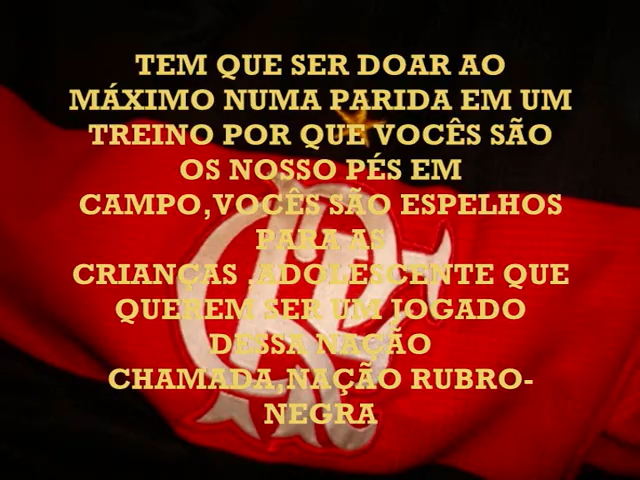 TEM QUE SER DOAR AO
MÁXIMO NUMA PARIDA EM UM
TREINO POR QUE VOCÊS SÃO
OS NOSSO PÉS EM
CAMPO,VOCÊS SÃO ESPELHOS
PARA AS
CRIANÇAS ,ADOLESCENTE QUE
QUEREM SER UM JOGADO
DESSA NAÇÃO
CHAMADA,NAÇÃO RUBRO-
NEGRA